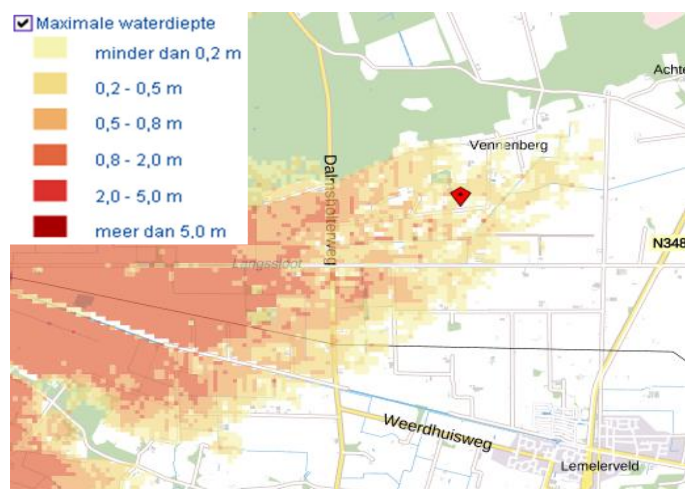 Maximale waterdiepte
minder dan 0,2 m
0,2 - 0,5 m
0,5 - 0,8 m
0,8 - 2,0 m
2,0 - 5,0 m
meer dan 5,0 m
Achte
Vennenberg
Dalmsholterweg
N348
Langssloot
Weerdhuisweg
Lemelerveld